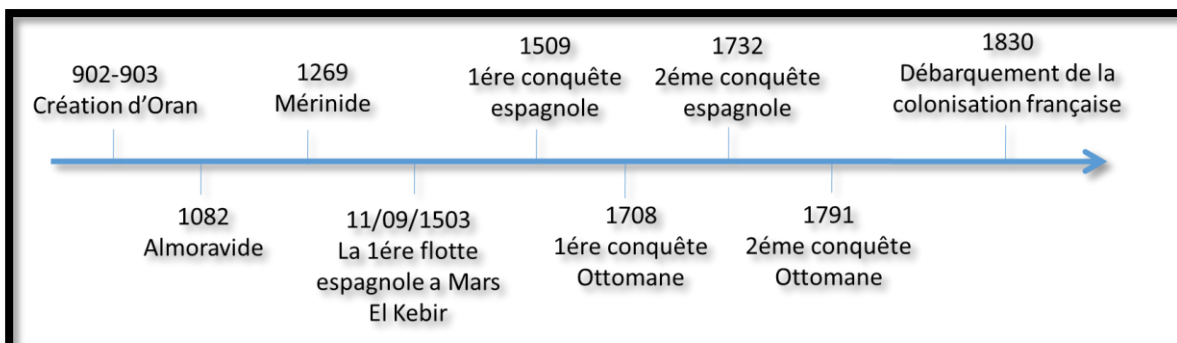 902-903
Création d’Oran
1082
Almoravide
1269
Mérinide
11/09/1503
La 1ére flotte
espagnole a Mars
El Kebir
1509
1ére conquête
espagnole
1708
1ére conquête
Ottomane
1732
2éme conquête
espagnole
1791
2éme conquête
Ottomane
1830
Débarquement de la
colonisation française